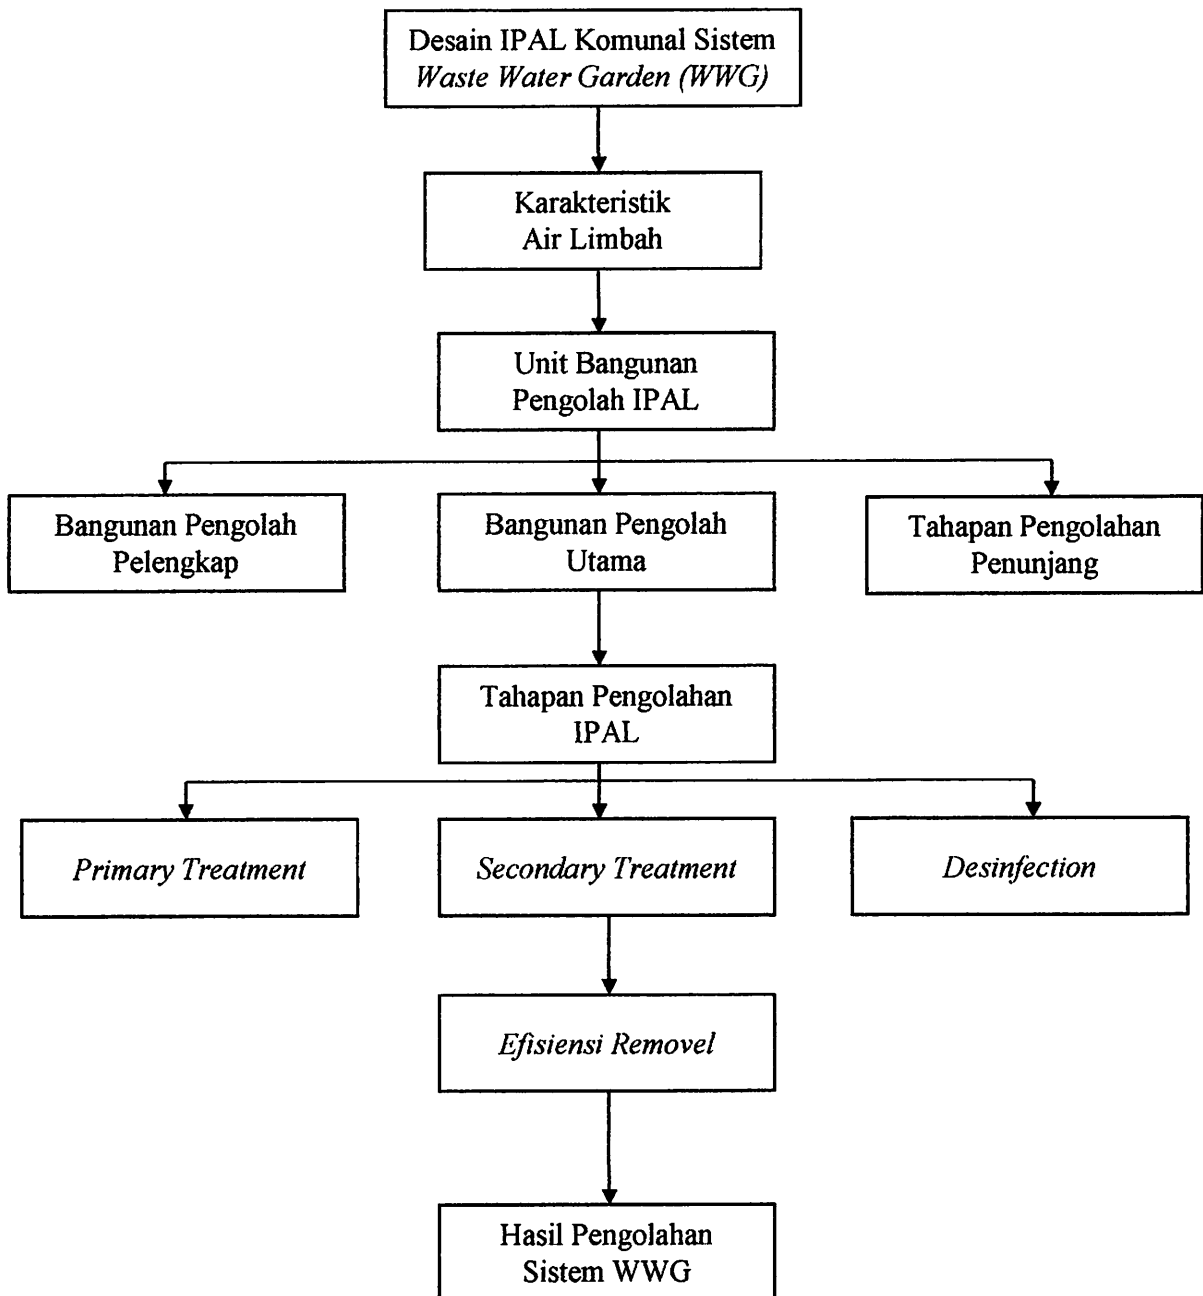 Desain IPAL Komunal Sistem
Waste Water Garden (WWG)
Karakteristik
Air Limbah
Unit Bangunan
Pengolah IPAL
Bangunan Pengolah
Pelengkap
Bangunan Pengolah
Utama
Tahapan Pengolahan
Penunjang
Tahapan Pengolahan
IPAL
Primary Treatment
Secondary Treatment
Desinfection
Efisiensi Removel
Hasil Pengolahan
Sistem WWG